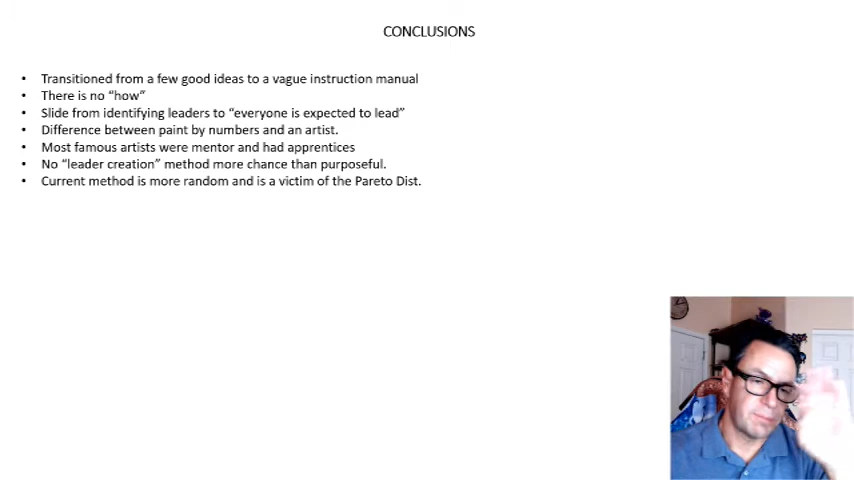 CONCLUSIONS
• Transitioned from a few good ideas to a vague instruction manual
• There is no “how”
• Slide from identifying leaders to “everyone is expected to lead”
• Difference between paint by numbers and an artist.
• Most famous artists were mentor and had apprentices
• No “leader creation” method more chance than purposeful.
• Current method is more random and is a victim of the Pareto Dist.